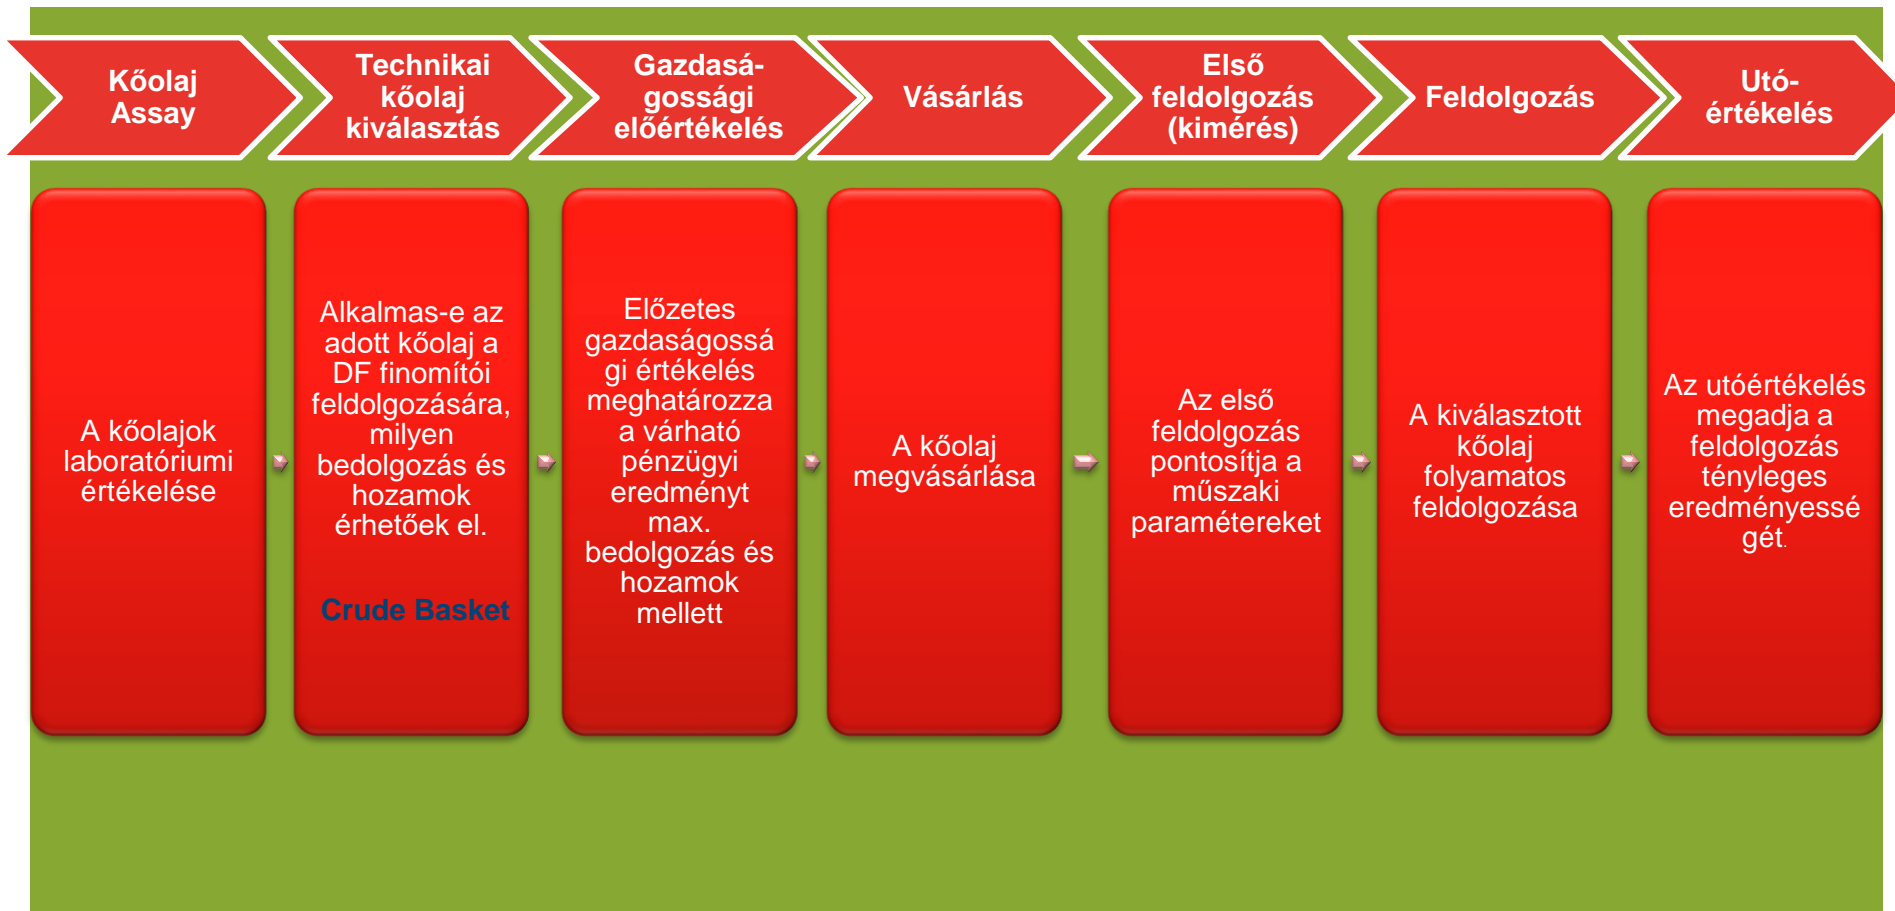 Kőolaj
Assay
Technikai
kőolaj
kiválasztás
Gazdasá-
gossági
előértékelés
Vásárlás
Első
feldolgozás
(kimérés)
Feldolgozás
Utó-
értékelés
A kőolajok
laboratóriumi
értékelése
Alkalmas-e az
adott kőolaj a
DF finomítói
feldolgozására,
milyen
bedolgozás és
hozamok
érhetőek el.
Crude Basket
Előzetes
gazdaságossá
gi értékelés
meghatározza
a várható
pénzügyi
eredményt
max.
bedolgozás és
hozamok
mellett
A kőolaj
megvásárlása
Az első
feldolgozás
pontosítja a
műszaki
paramétereket
A kiválasztott
kőolaj
folyamatos
feldolgozása
Az utóértékelés
megadja a
feldolgozás
tényleges
eredményessé
gét.